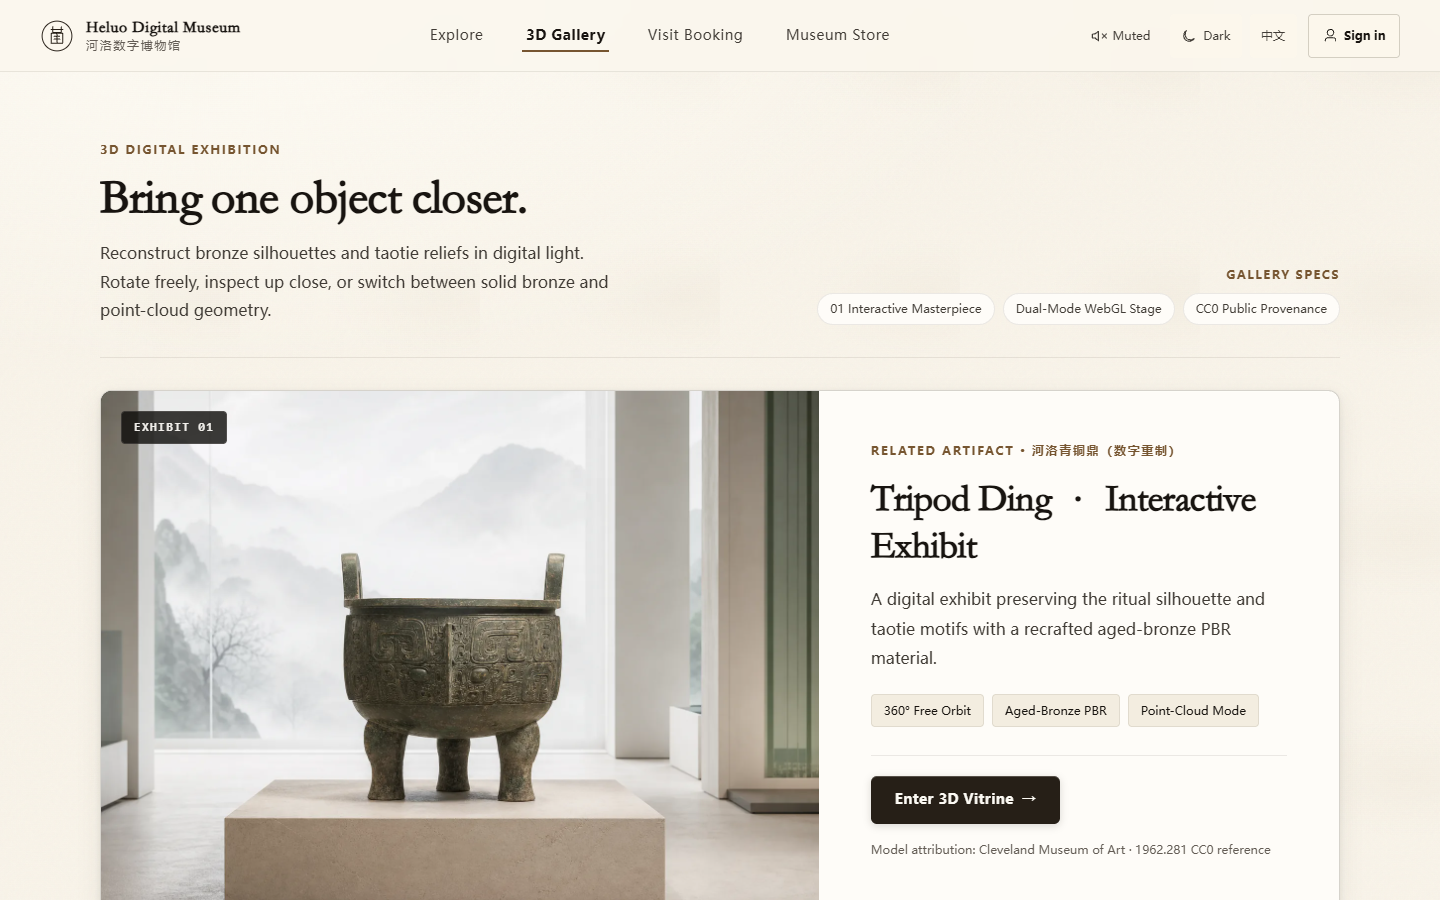 Heluo Digital Museum
河洛数字博物馆
Explore
3D Gallery
Visit Booking
Museum Store
Muted
Dark
中文
Sign in
3D DIGITAL EXHIBITION
Bring one object closer.
Reconstruct bronze silhouettes and taotie reliefs in digital light.
Rotate freely, inspect up close, or switch between solid bronze and
point-cloud geometry.
GALLERY SPECS
01 Interactive Masterpiece
Dual-Mode WebGL Stage
CC0 Public Provenance
EXHIBIT 01
RELATED ARTIFACT • 河洛青铜鼎（数字重制）
Tripod Ding · Interactive
Exhibit
A digital exhibit preserving the ritual silhouette and
taotie motifs with a recrafted aged-bronze PBR
material.
360° Free Orbit
Aged-Bronze PBR
Point-Cloud Mode
Enter 3D Vitrine →
Model attribution: Cleveland Museum of Art · 1962.281 CC0 reference